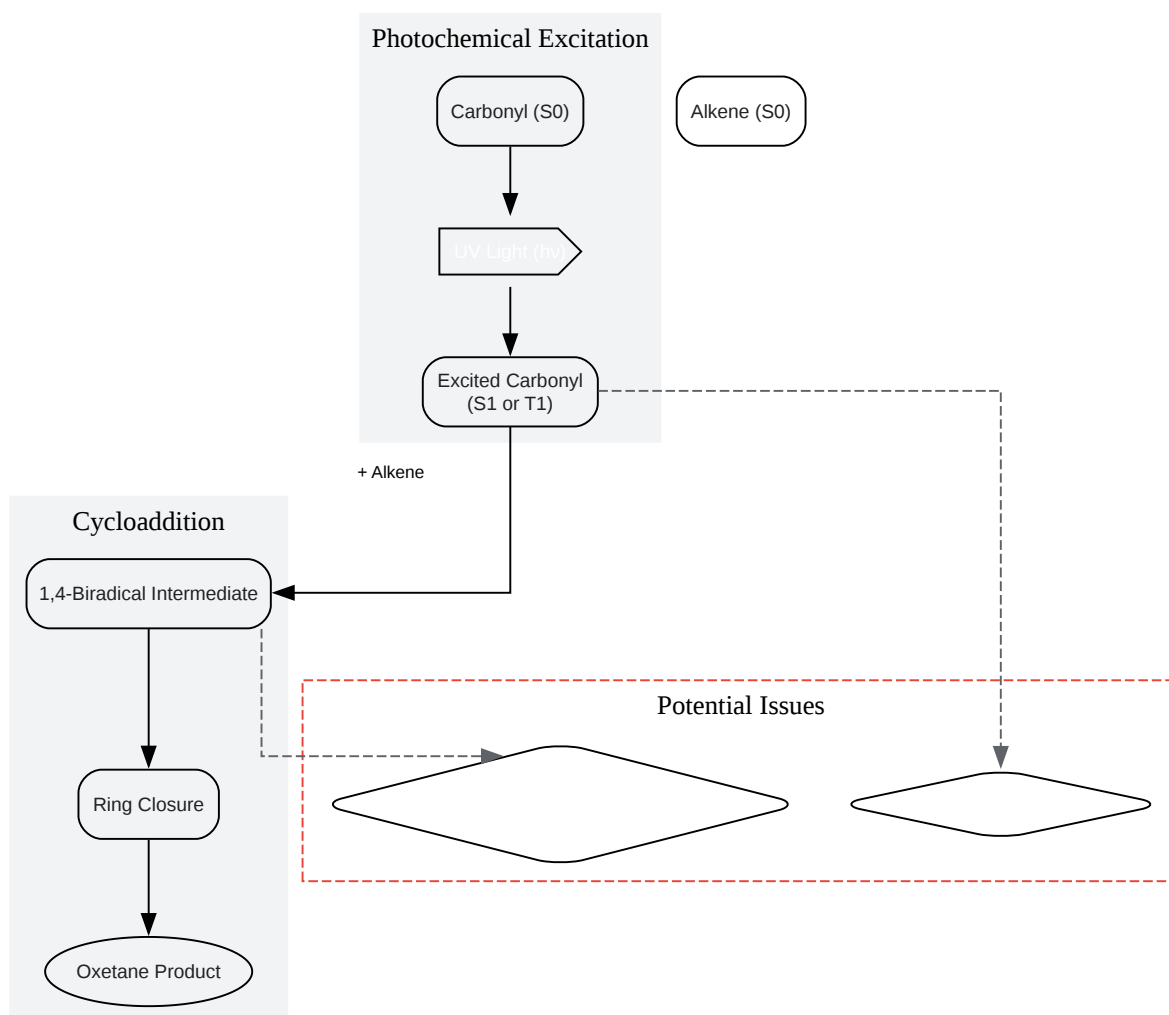 Photochemical Excitation
Carbonyl (S0)
Alkene (S0)
UV Light (hν)
Excited Carbonyl
(S1 or T1)
+ Alkene
Cycloaddition
1,4-Biradical Intermediate
Potential Issues
Ring Closure
Oxetane Product